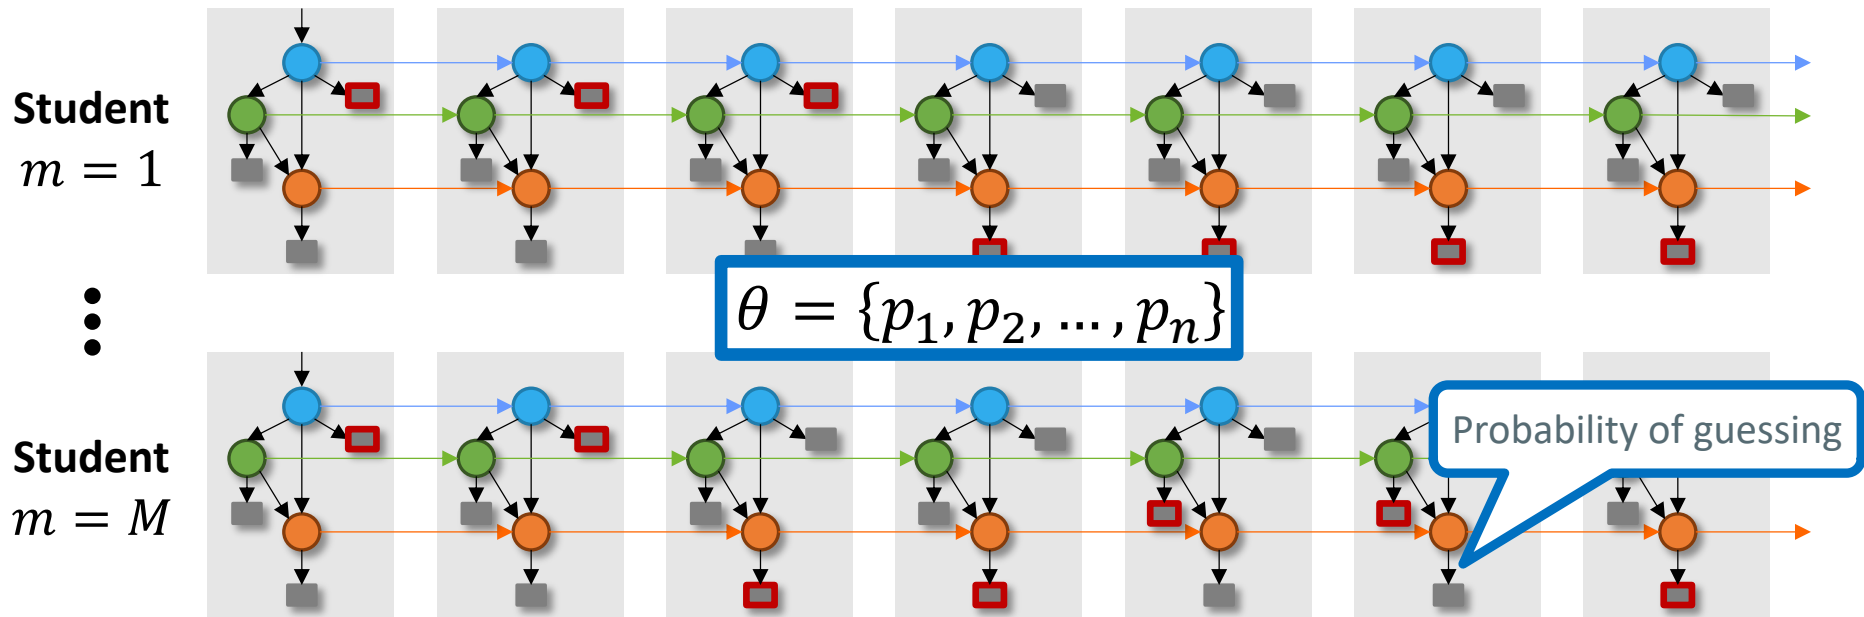 Student
m = 1
⋮
θ = {p₁, p₂, … , pₙ}
Student
m = M
Probability of guessing